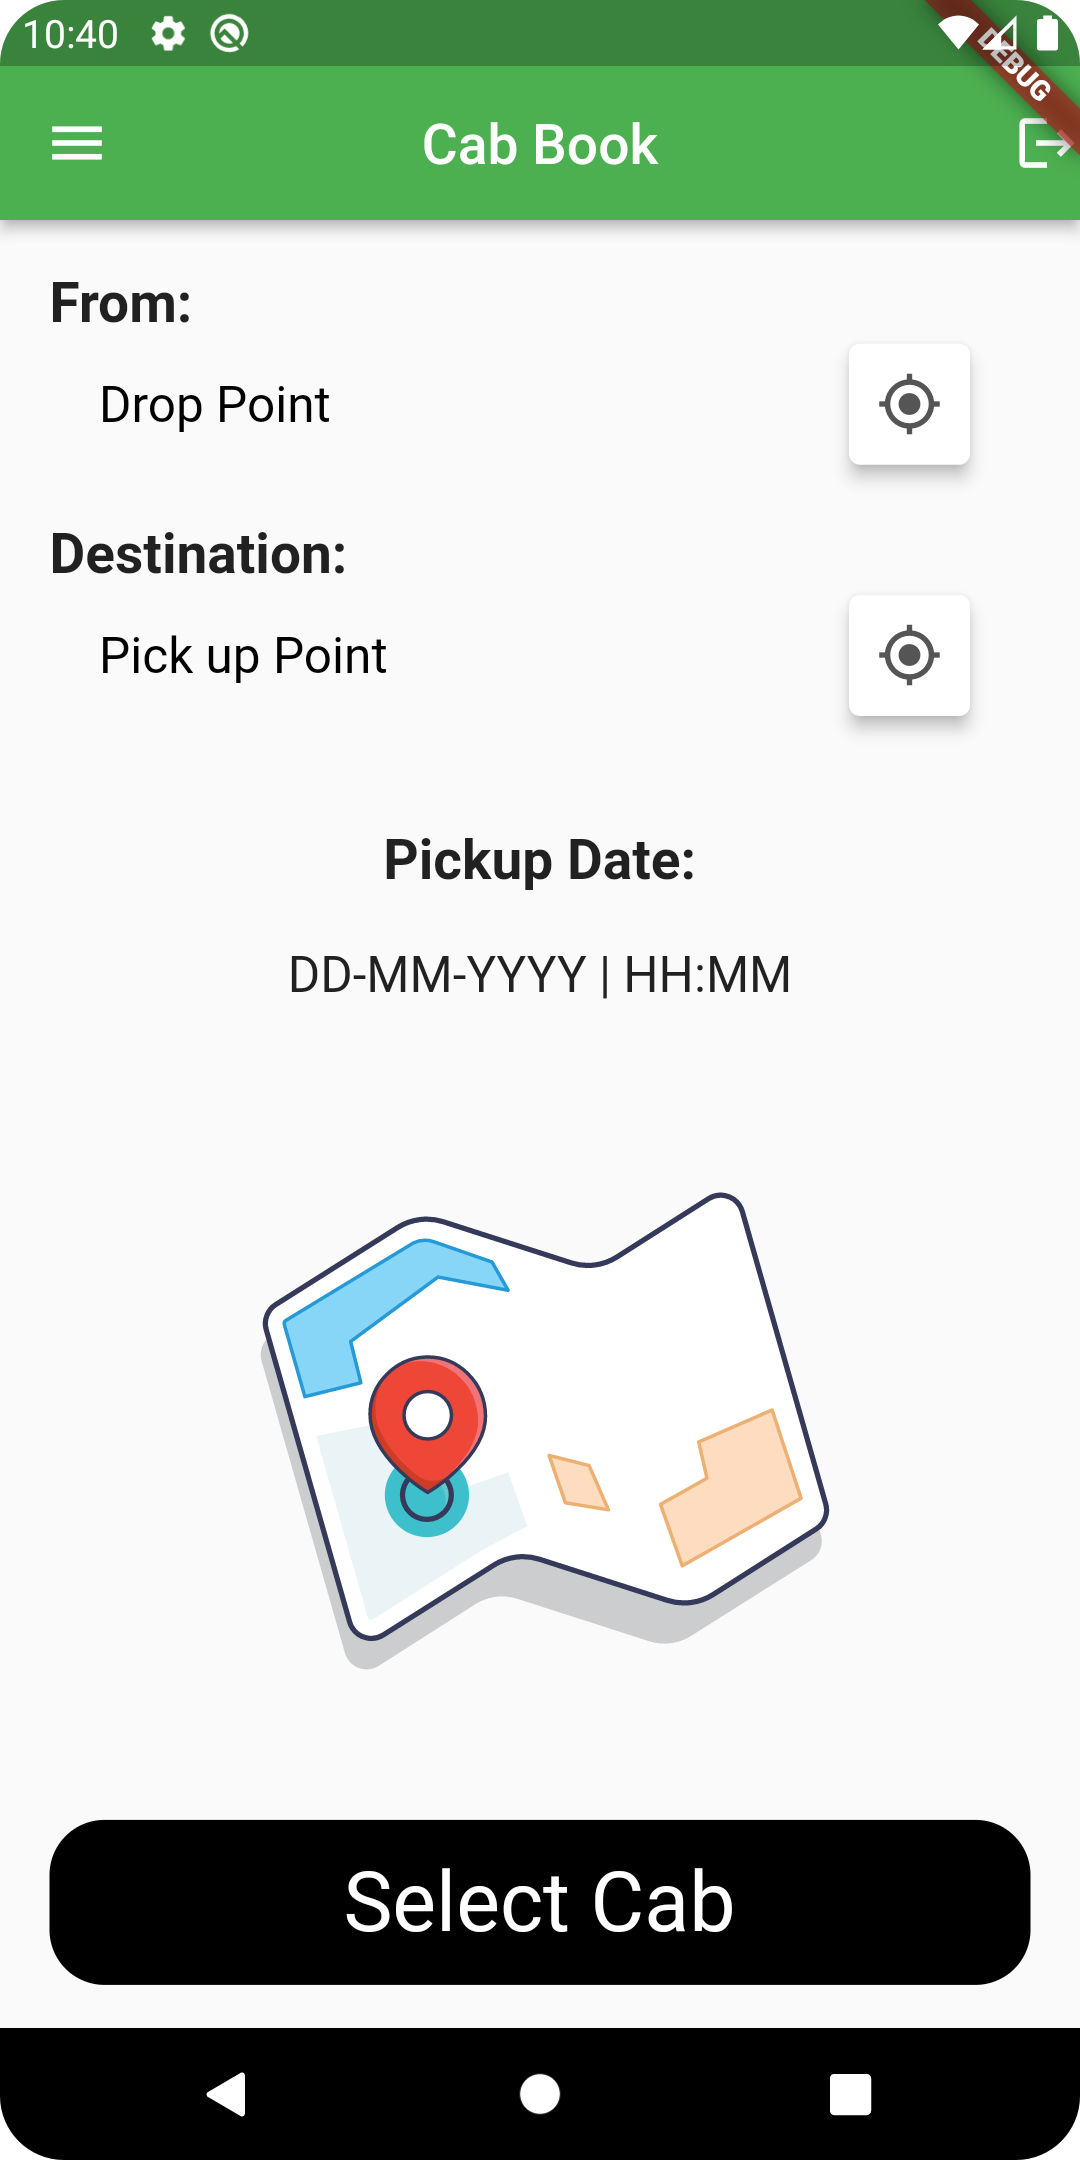 10:40
DEBUG
Cab Book
From:
Drop Point
Destination:
Pick up Point
Pickup Date:
DD-MM-YYYY | HH:MM
Select Cab